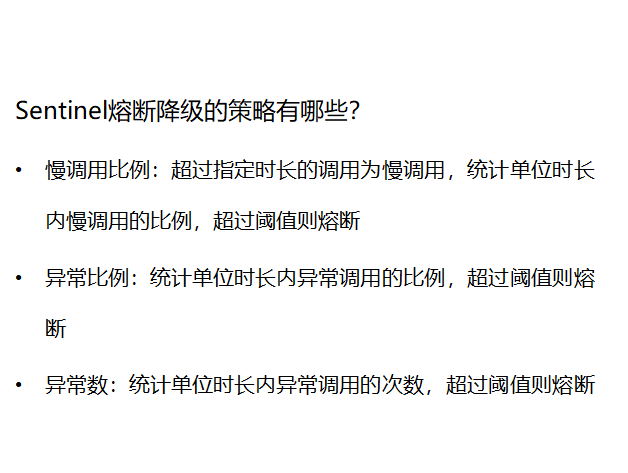 Sentinel熔断降级的策略有哪些?
• 慢调用比例：超过指定时长的调用为慢调用，统计单位时长
内慢调用的比例，超过阈值则熔断
• 异常比例：统计单位时长内异常调用的比例，超过阈值则熔
断
• 异常数：统计单位时长内异常调用的次数，超过阈值则熔断